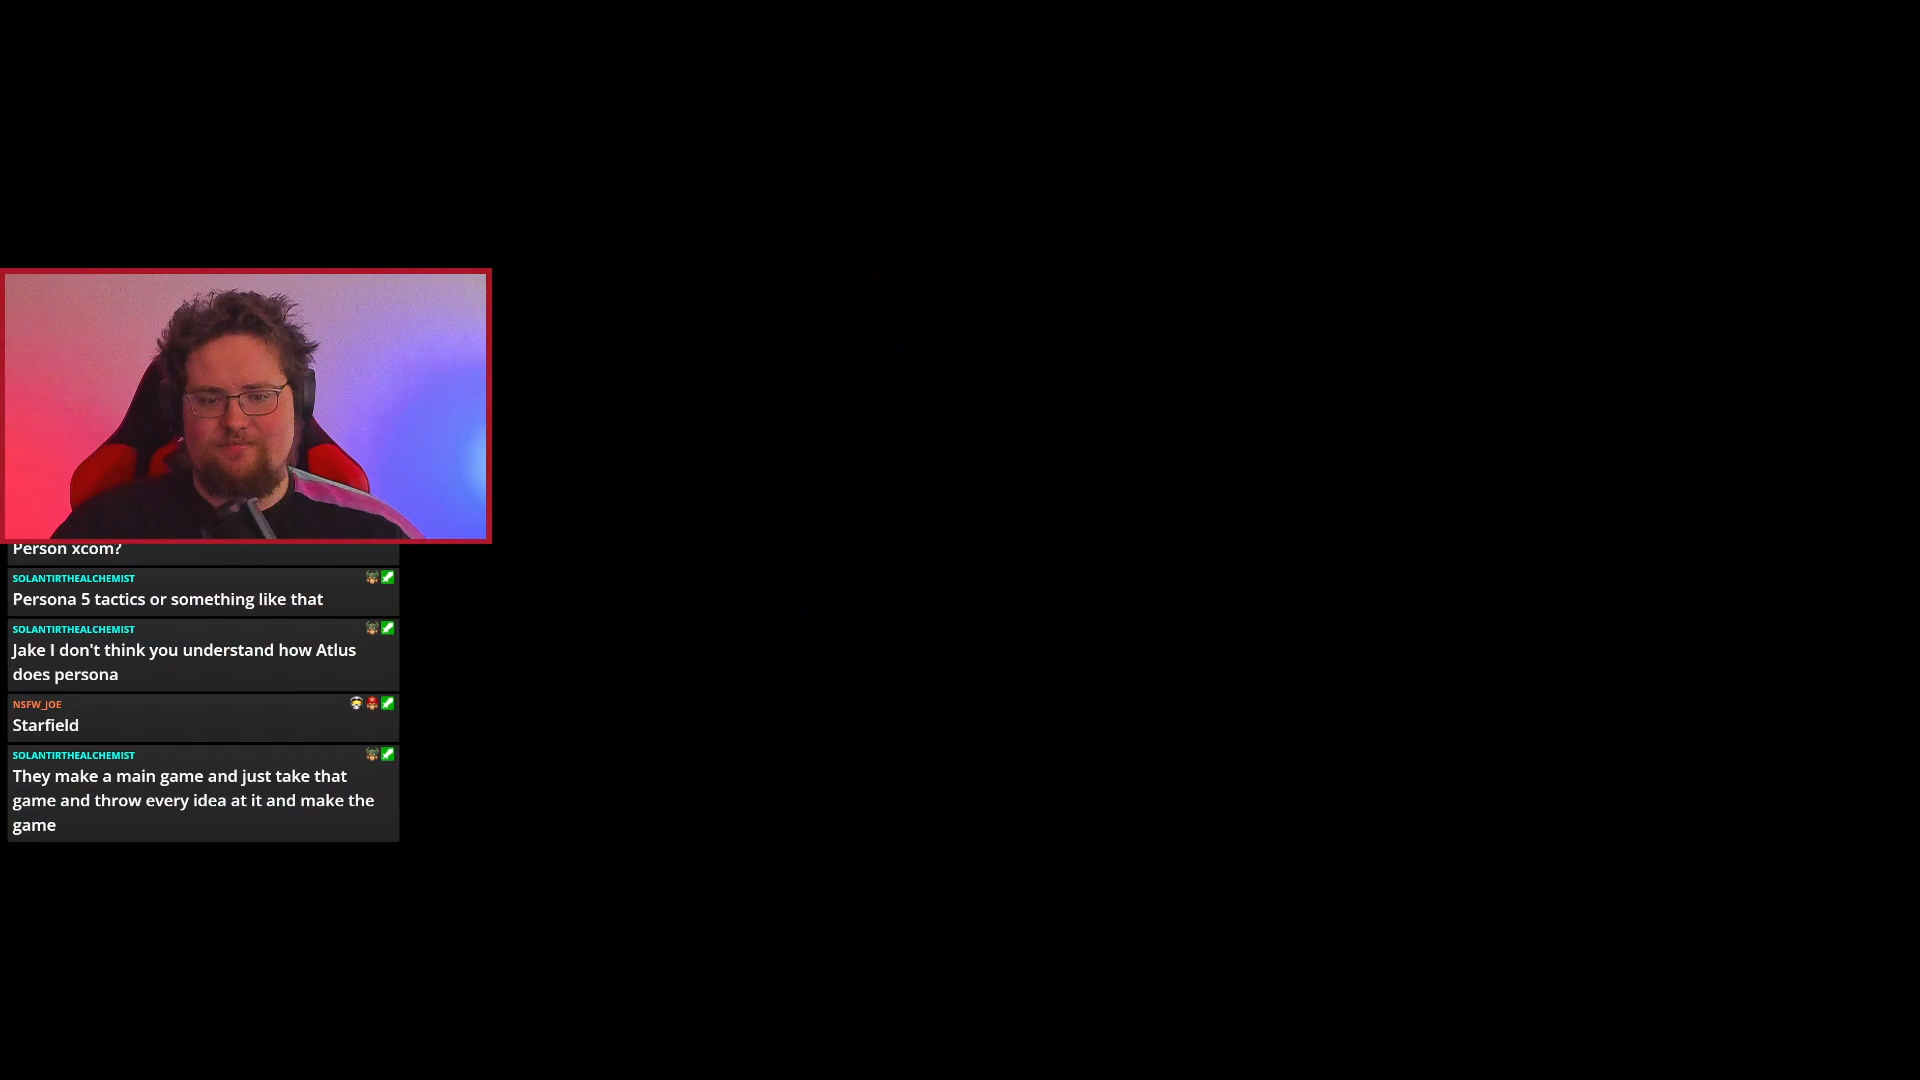 Person xcom?
SOLANTIRTHEALCHEMIST
Persona 5 tactics or something like that
SOLANTIRTHEALCHEMIST
Jake I don't think you understand how Atlus
does persona
NSFW_JOE
Starfield
SOLANTIRTHEALCHEMIST
They make a main game and just take that
game and throw every idea at it and make the
game